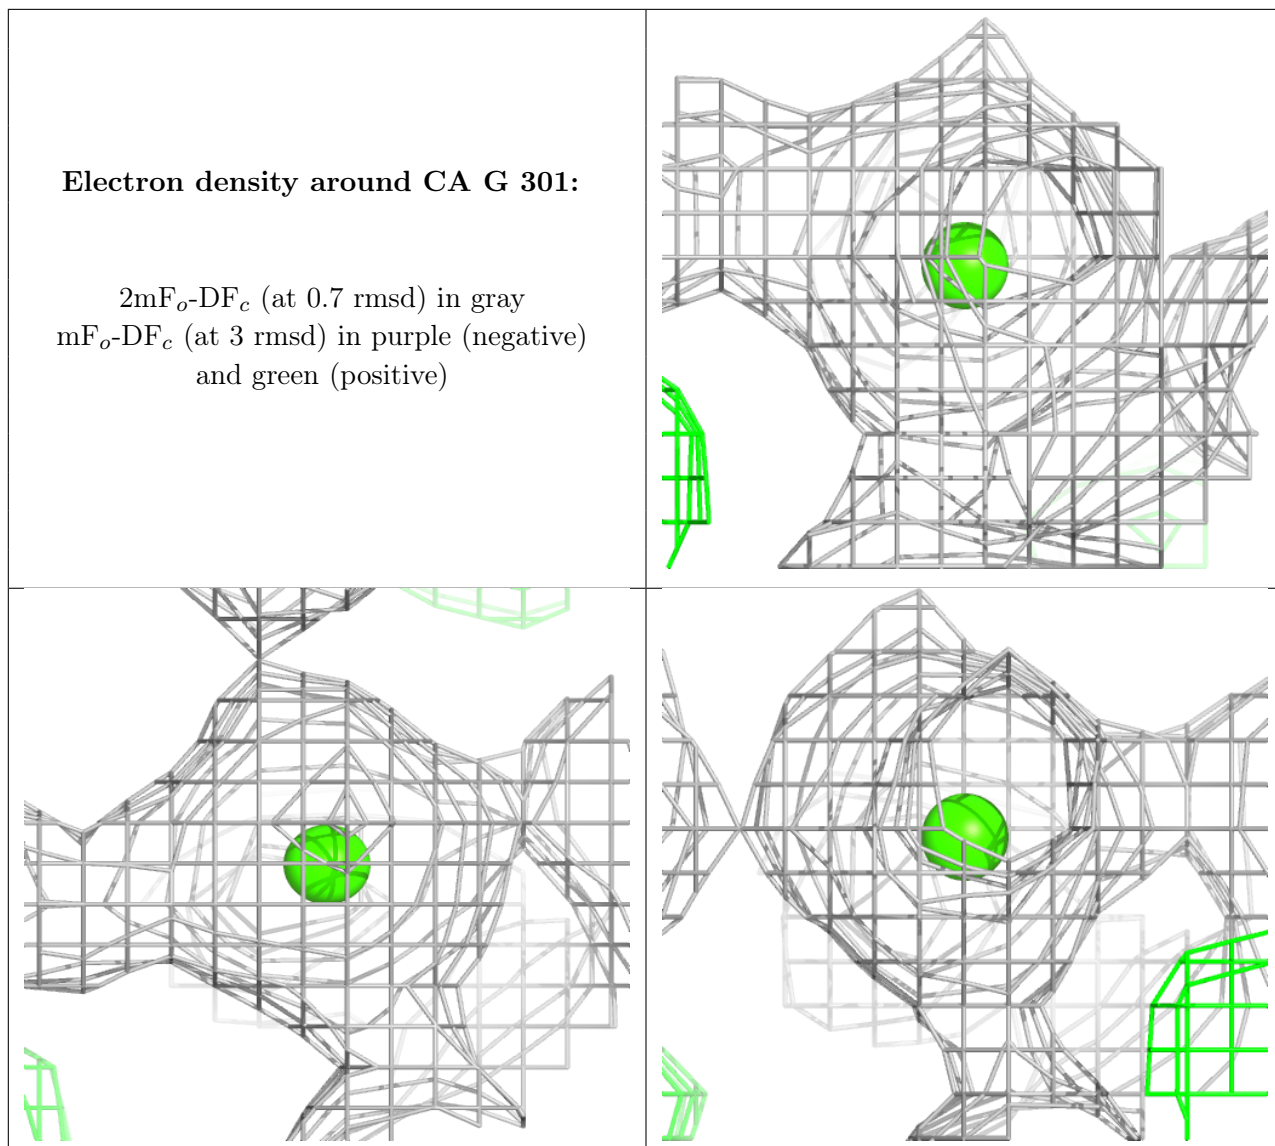 Electron density around CA G 301:
2mFo-DFc (at 0.7 rmsd) in gray
mFo-DFc (at 3 rmsd) in purple (negative)
and green (positive)